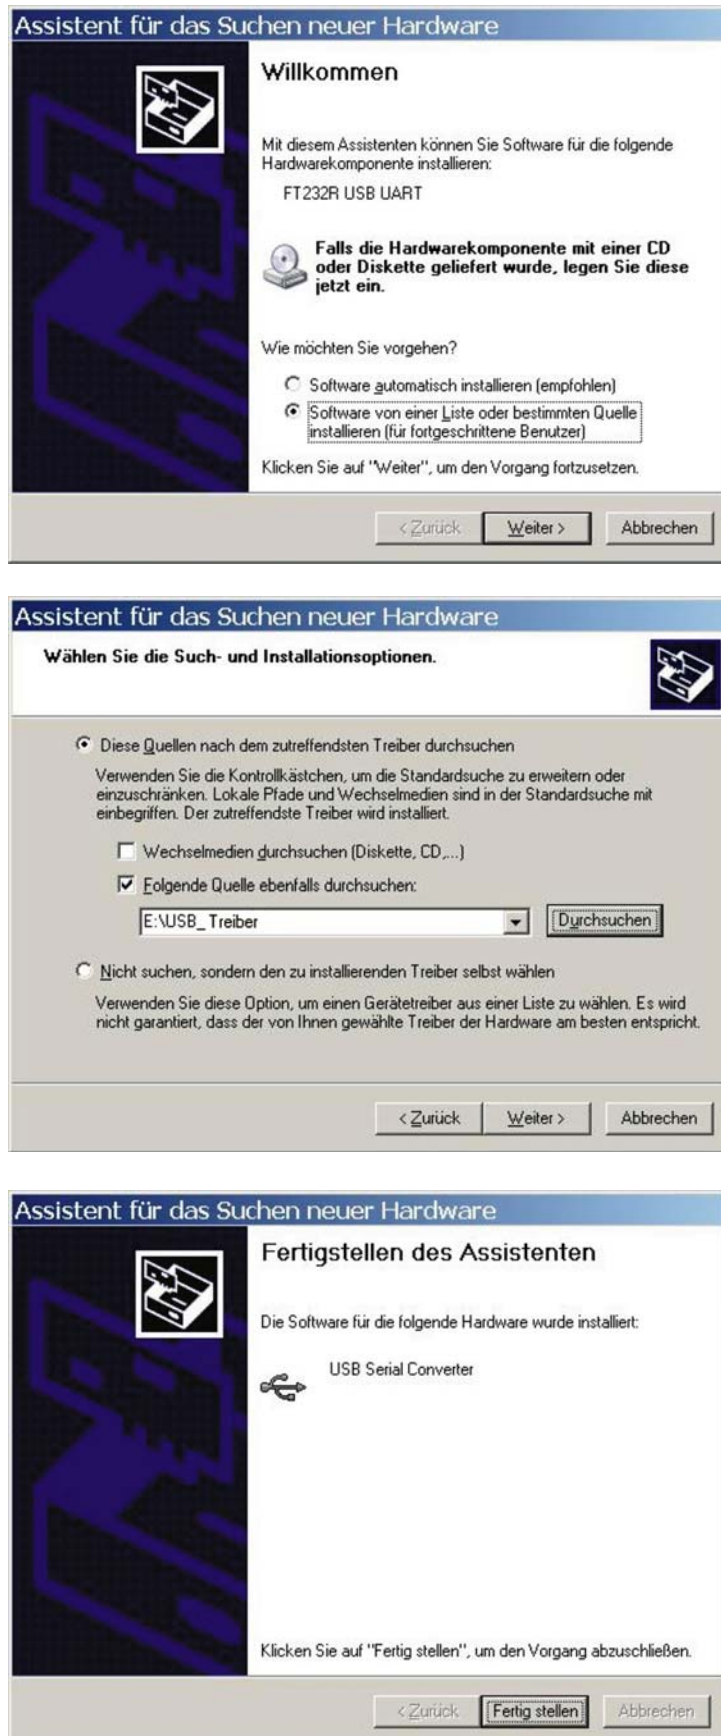 Assistent für das Suchen neuer Hardware
Willkommen
Mit diesem Assistenten können Sie Software für die folgende
Hardwarekomponente installieren:
FT232R USB UART
Falls die Hardwarekomponente mit einer CD
oder Diskette geliefert wurde, legen Sie diese
jetzt ein.
Wie möchten Sie vorgehen?
Software automatisch installieren (empfohlen)
Software von einer Liste oder bestimmten Quelle
installieren (für fortgeschrittene Benutzer)
Klicken Sie auf "Weiter", um den Vorgang fortzusetzen.
< Zurück Weiter > Abbrechen
Assistent für das Suchen neuer Hardware
Wählen Sie die Such- und Installationsoptionen.
Diese Quellen nach dem zutreffendsten Treiber durchsuchen
Verwenden Sie die Kontrollkästchen, um die Standardsuche zu erweitern oder
einzuschränken. Lokale Pfade und Wechselmedien sind in der Standardsuche mit
einbegriffen. Der zutreffendste Treiber wird installiert.
Wechselmedien durchsuchen (Diskette, CD,...)
Folgende Quelle ebenfalls durchsuchen:
E:\USB_Treiber Durchsuchen
Nicht suchen, sondern den zu installierenden Treiber selbst wählen
Verwenden Sie diese Option, um einen Gerätetreiber aus einer Liste zu wählen. Es wird
nicht garantiert, dass der von Ihnen gewählte Treiber der Hardware am besten entspricht.
< Zurück Weiter > Abbrechen
Assistent für das Suchen neuer Hardware
Fertigstellen des Assistenten
Die Software für die folgende Hardware wurde installiert:
USB Serial Converter
Klicken Sie auf "Fertig stellen", um den Vorgang abzuschließen.
< Zurück Fertig stellen Abbrechen